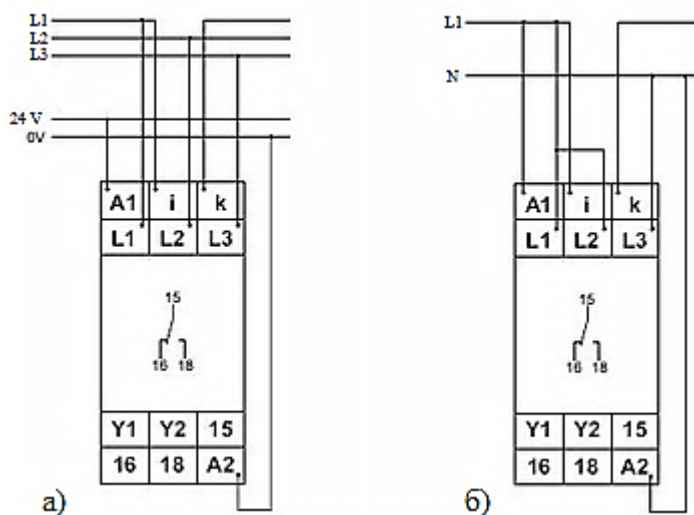 L1
L2
L3
24 V
0V
A1 i k
L1 L2 L3
15
16 18
Y1 Y2 15
16 18 A2
а)
L1
N
A1 i k
L1 L2 L3
15
16 18
Y1 Y2 15
16 18 A2
б)